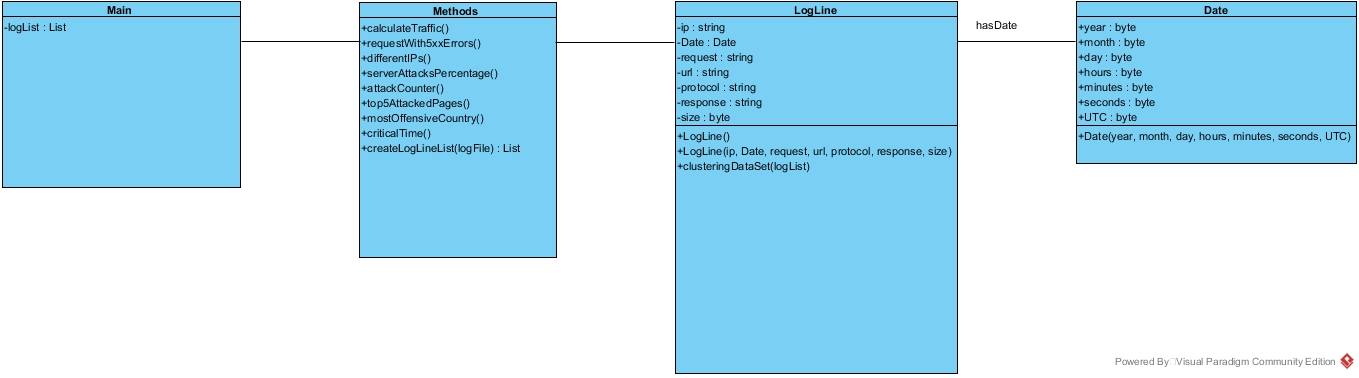 Main
-logList : List
Methods
+calculateTraffic()
+requestWith5xxErrors()
+differentIPs()
+serverAttacksPercentage()
+attackCounter()
+top5AttackedPages()
+mostOffensiveCountry()
+criticalTime()
+createLogLineList(logFile) : List
LogLine
-ip : string
-Date : Date
-request : string
-url : string
-protocol : string
-response : string
-size : byte
+LogLine()
+LogLine(ip, Date, request, url, protocol, response, size)
+clusteringDataSet(logList)
hasDate
Date
+year : byte
+month : byte
+day : byte
+hours : byte
+minutes : byte
+seconds : byte
+UTC : byte
+Date(year, month, day, hours, minutes, seconds, UTC)
Powered By Visual Paradigm Community Edition